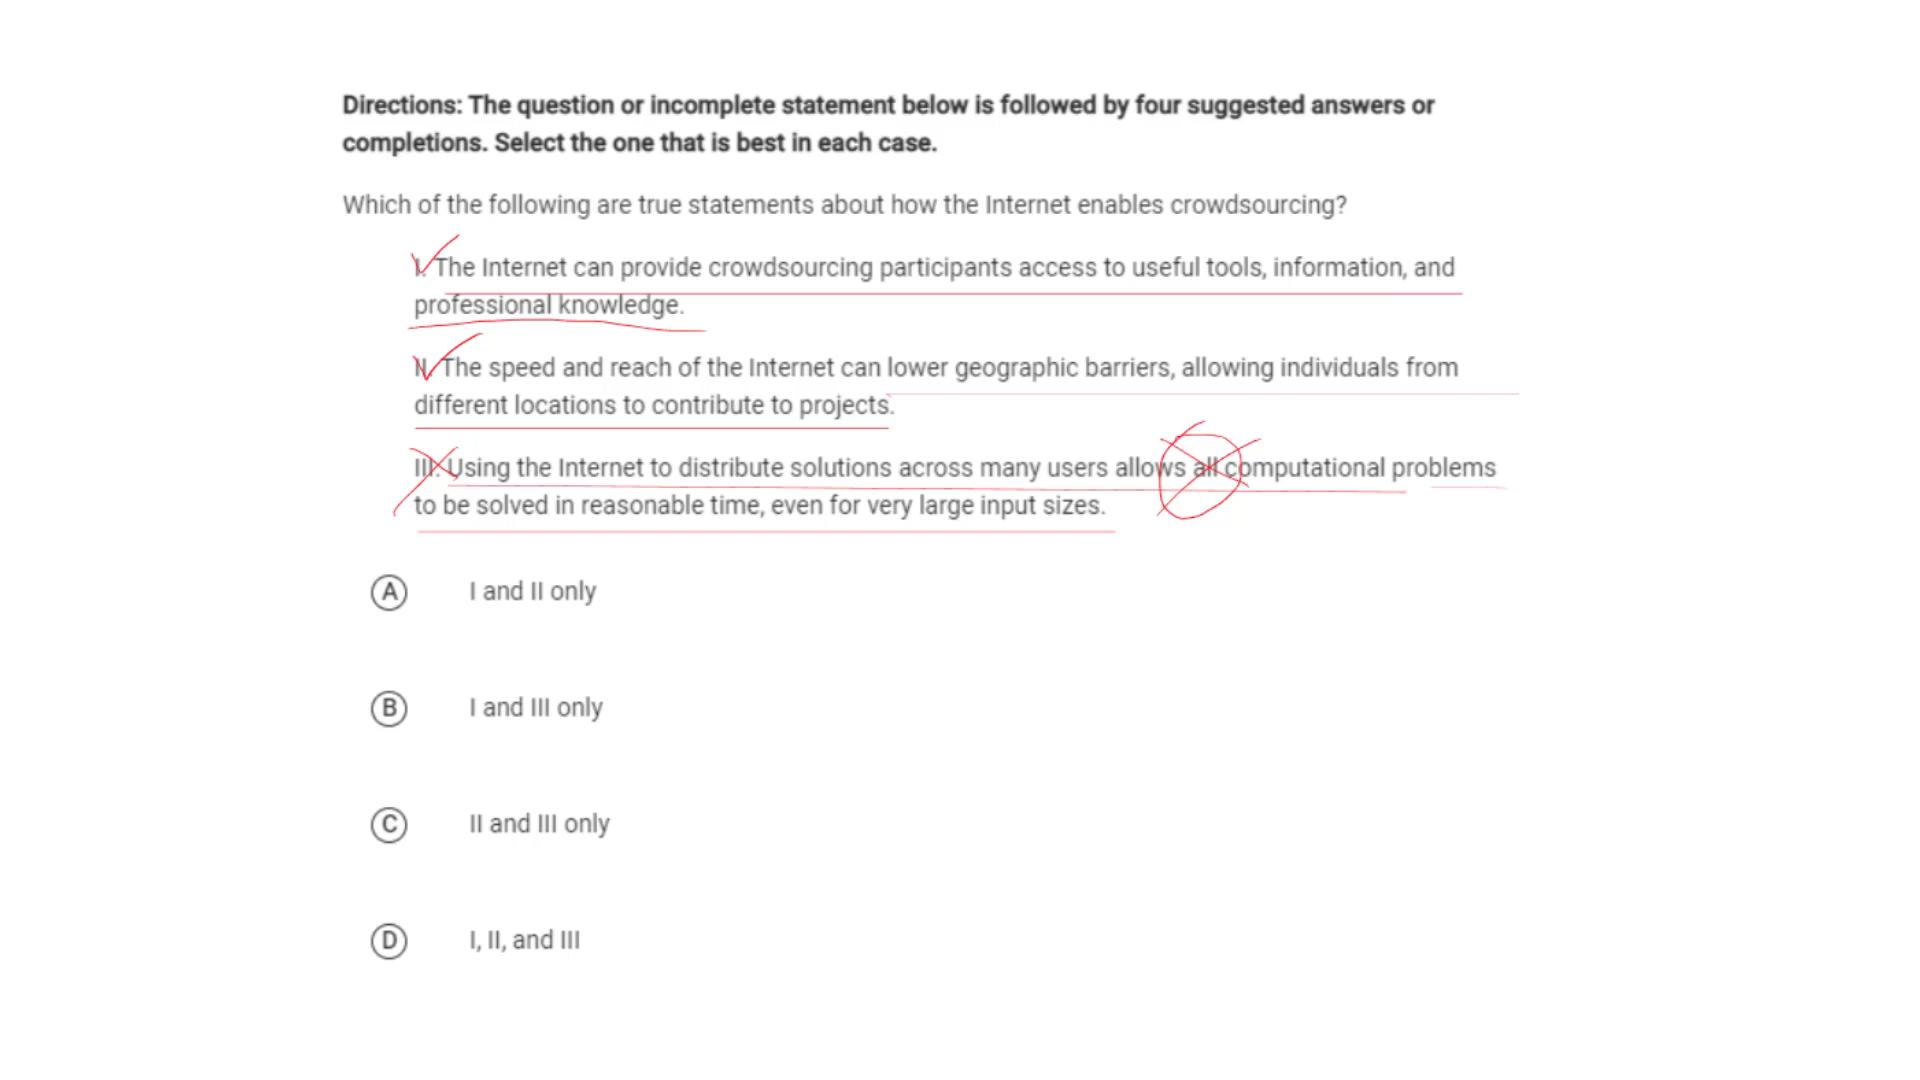 Directions: The question or incomplete statement below is followed by four suggested answers or
completions. Select the one that is best in each case.
Which of the following are true statements about how the Internet enables crowdsourcing?
I. The Internet can provide crowdsourcing participants access to useful tools, information, and
professional knowledge.
II. The speed and reach of the Internet can lower geographic barriers, allowing individuals from
different locations to contribute to projects.
III. Using the Internet to distribute solutions across many users allows all computational problems
to be solved in reasonable time, even for very large input sizes.
A I and II only
B I and III only
C II and III only
D I, II, and III